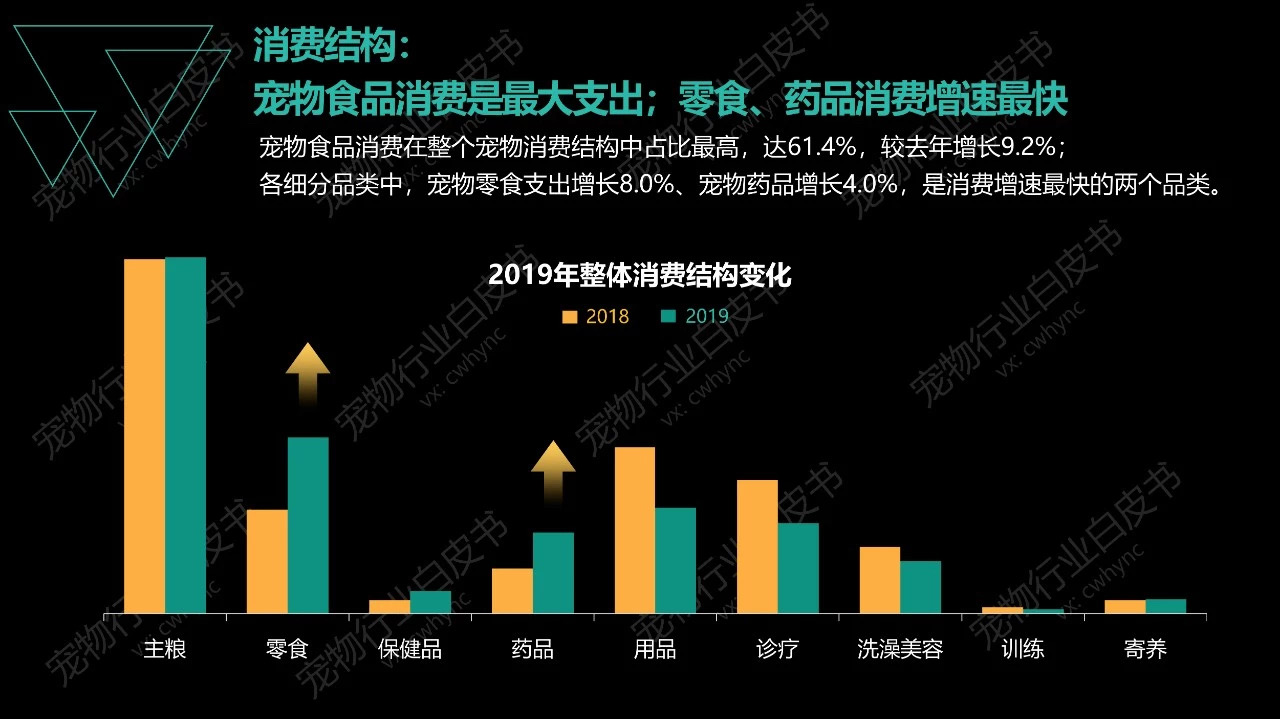 消费结构：
宠物食品消费是最大支出；零食、药品消费增速最快
宠物食品消费在整个宠物消费结构中占比最高，达61.4%，较去年增长9.2%；
各细分品类中，宠物零食支出增长8.0%、宠物药品增长4.0%，是消费增速最快的两个品类。
2019年整体消费结构变化
2018 2019
主粮 零食 保健品 药品 用品 诊疗 洗澡美容 训练 寄养
宠物行业白皮书
vx: cwhync